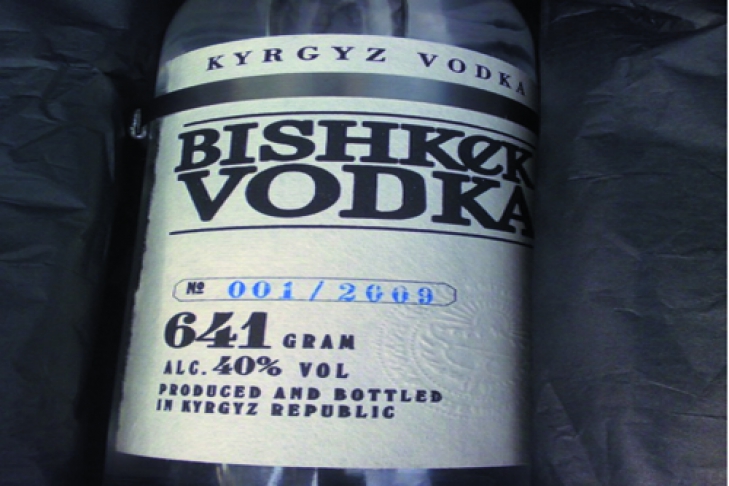 KYRGYZ VODKA
BISHKEK
VODKA
№ 001/2009
641 GRAM
ALC. 40% VOL
PRODUCED AND BOTTLED
IN KYRGYZ REPUBLIC